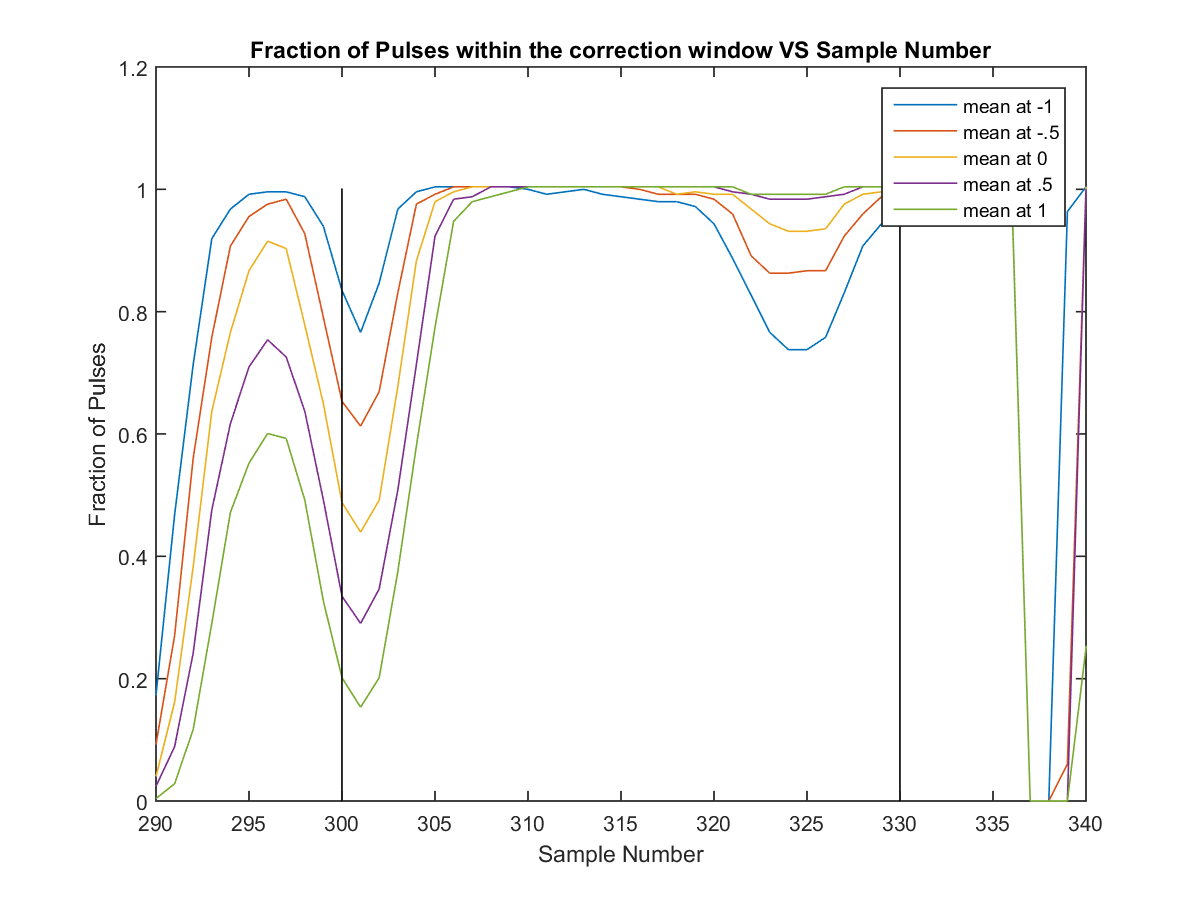 Fraction of Pulses within the correction window VS Sample Number
1.2
1
0.8
0.6
0.4
0.2
0
Fraction of Pulses
mean at -1
mean at -.5
mean at 0
mean at .5
mean at 1
290 295 300 305 310 315 320 325 330 335 340
Sample Number